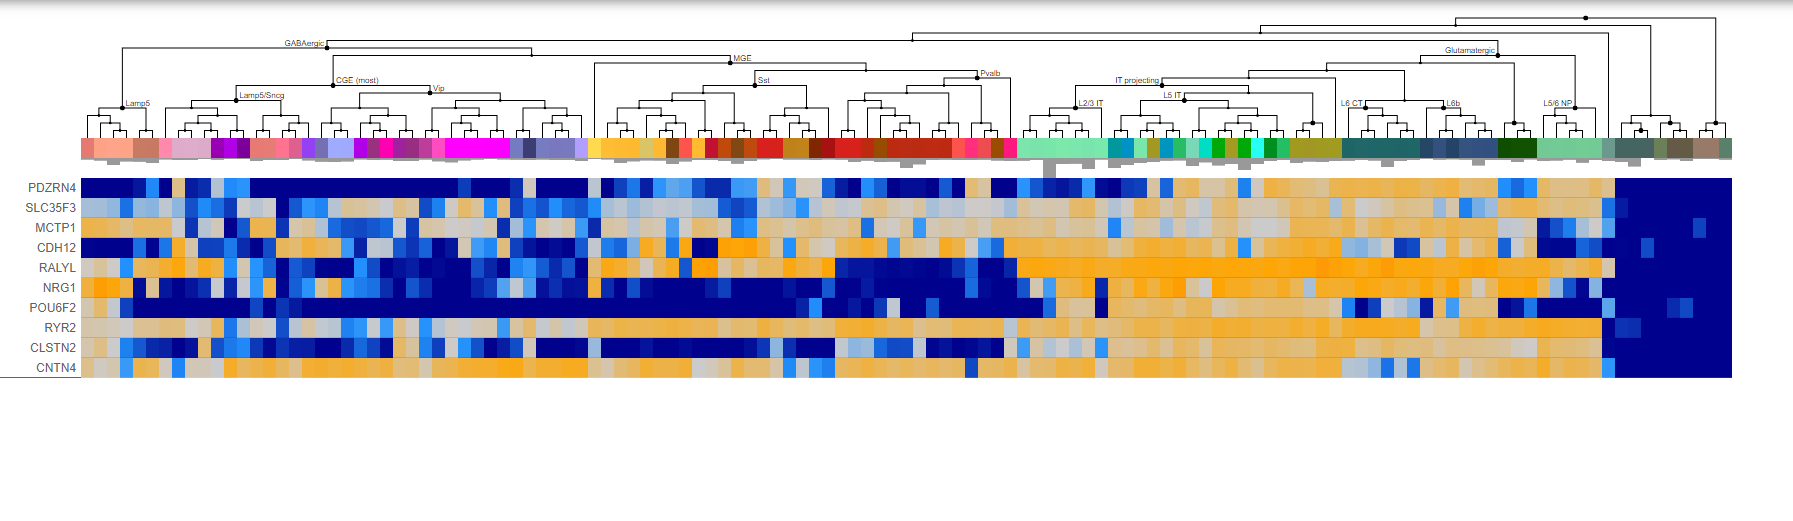 GABAergic
Glutamatergic
MGE
Pvalb
CGE (most)
Sst
IT projecting
Vip
Lamp5
Lamp5/Sncg
L2/3 IT
L5 IT
L6 CT
L6b
L5/6 NP
PDZRN4
SLC35F3
MCTP1
CDH12
RALYL
NRG1
POU6F2
RYR2
CLSTN2
CNTN4